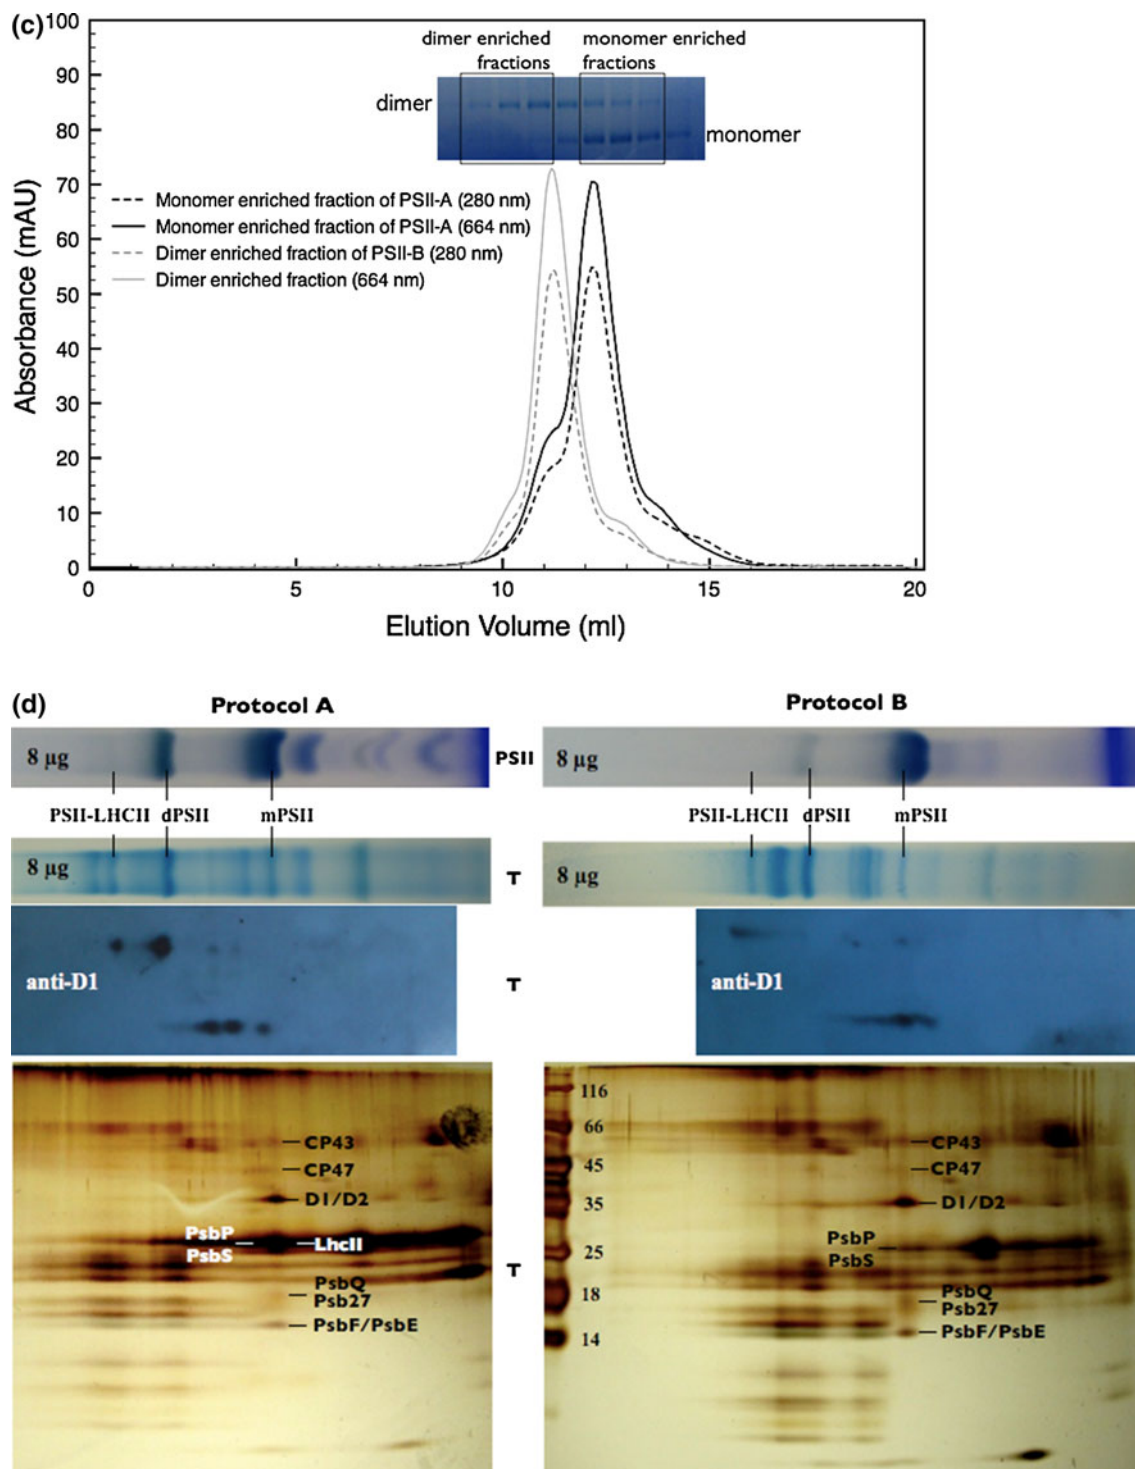 (c)
100
90
80
70
60
50
40
30
20
10
0
Absorbance (mAU)
dimer enriched
fractions
monomer enriched
fractions
dimer
monomer
Monomer enriched fraction of PSII-A (280 nm)
Monomer enriched fraction of PSII-A (664 nm)
Dimer enriched fraction of PSII-B (280 nm)
Dimer enriched fraction (664 nm)
0 5 10 15 20
Elution Volume (ml)
(d)
Protocol A
Protocol B
8 µg
PSII
8 µg
PSII-LHCII dPSII mPSII
PSII-LHCII dPSII mPSII
8 µg
T
8 µg
anti-D1
T
anti-D1
CP43
CP47
D1/D2
PsbP
PsbS
LhcII
PsbQ
Psb27
PsbF/PsbE
T
116
66
45
35
25
18
14
CP43
CP47
D1/D2
PsbP
PsbS
PsbQ
Psb27
PsbF/PsbE